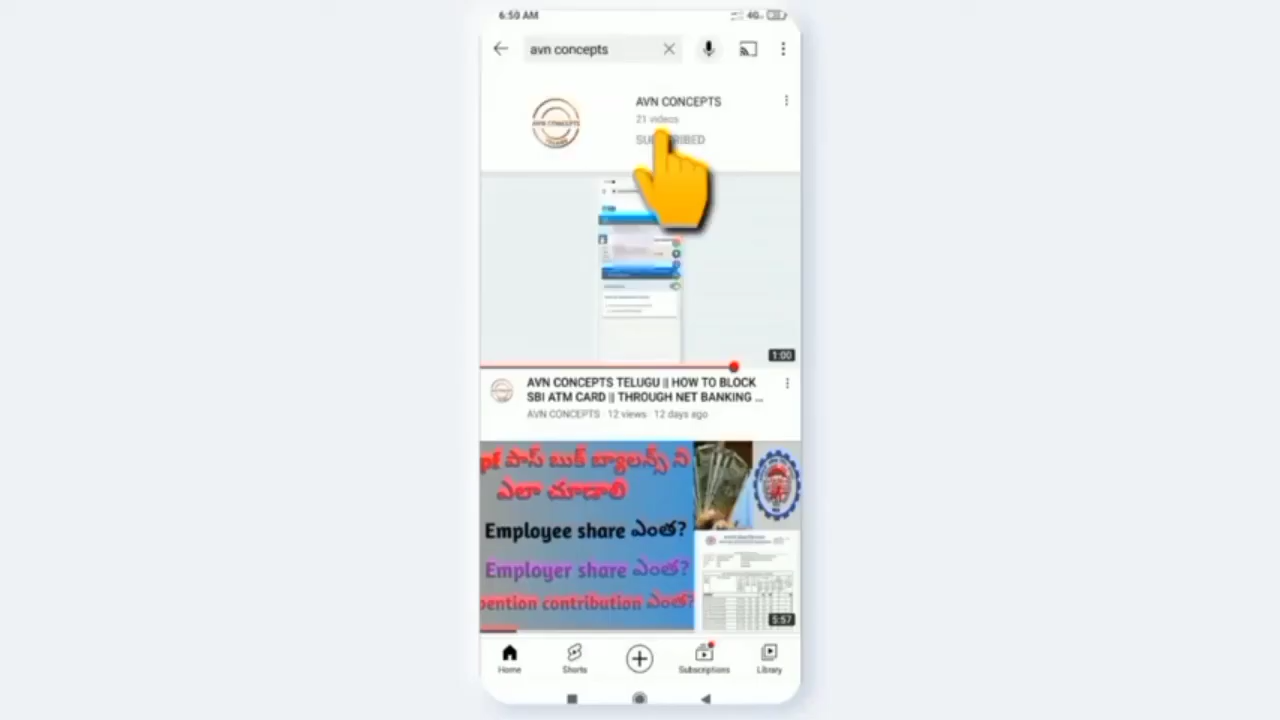 6:50 AM
4G
avn concepts
AVN CONCEPTS
21 videos
AVN CONCEPTS TELUGU || HOW TO BLOCK
SBI ATM CARD || THROUGH NET BANKING ...
AVN CONCEPTS · 12 views · 12 days ago
1:00
pf పాస్ బుక్ బ్యాలన్స్ ని
ఎలా చూడాలి
Employee share ఎంత?
Employer share ఎంత?
pention contribution ఎంత?
5:57
Home
Shorts
Subscriptions
Library